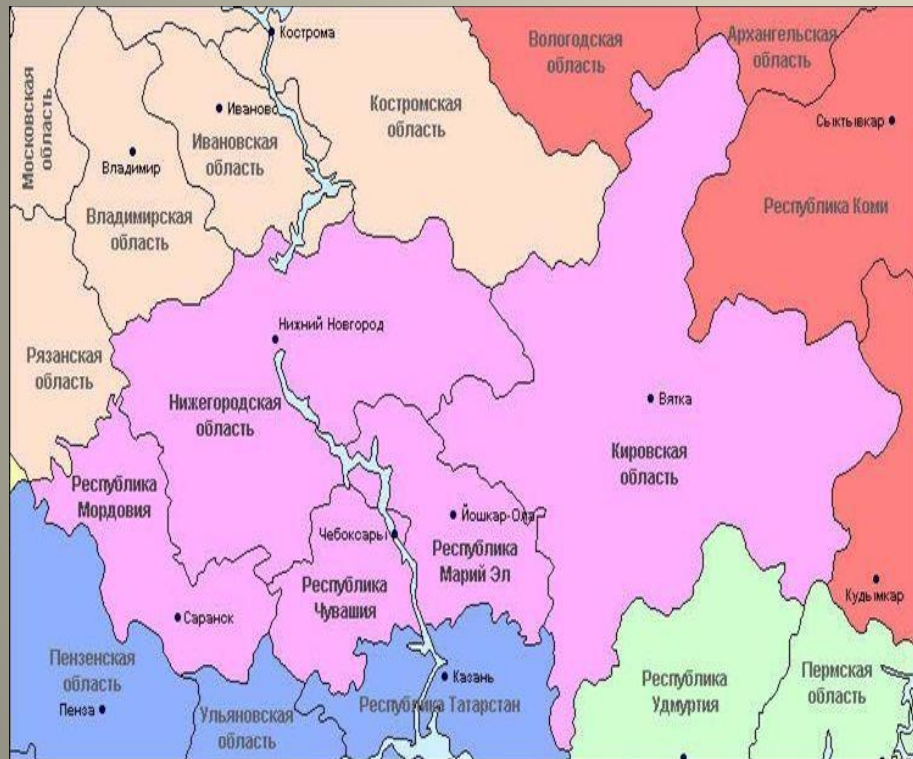 Кострома
Вологодская
область
Архангельская
область
Московская
область
Иваново
Костромская
область
Сыктывкар
Ивановская
область
Владимир
Республика Коми
Владимирская
область
Нижний Новгород
Рязанская
область
Вятка
Нижегородская
область
Кировская
область
Республика
Мордовия
Йошкар-Ола
Чебоксары
Республика
Марий Эл
Республика
Чувашия
Кудымкар
Саранск
Пензенская
область
Казань
Республика
Удмуртия
Пермская
область
Пенза
Ульяновская
область
Республика Татарстан